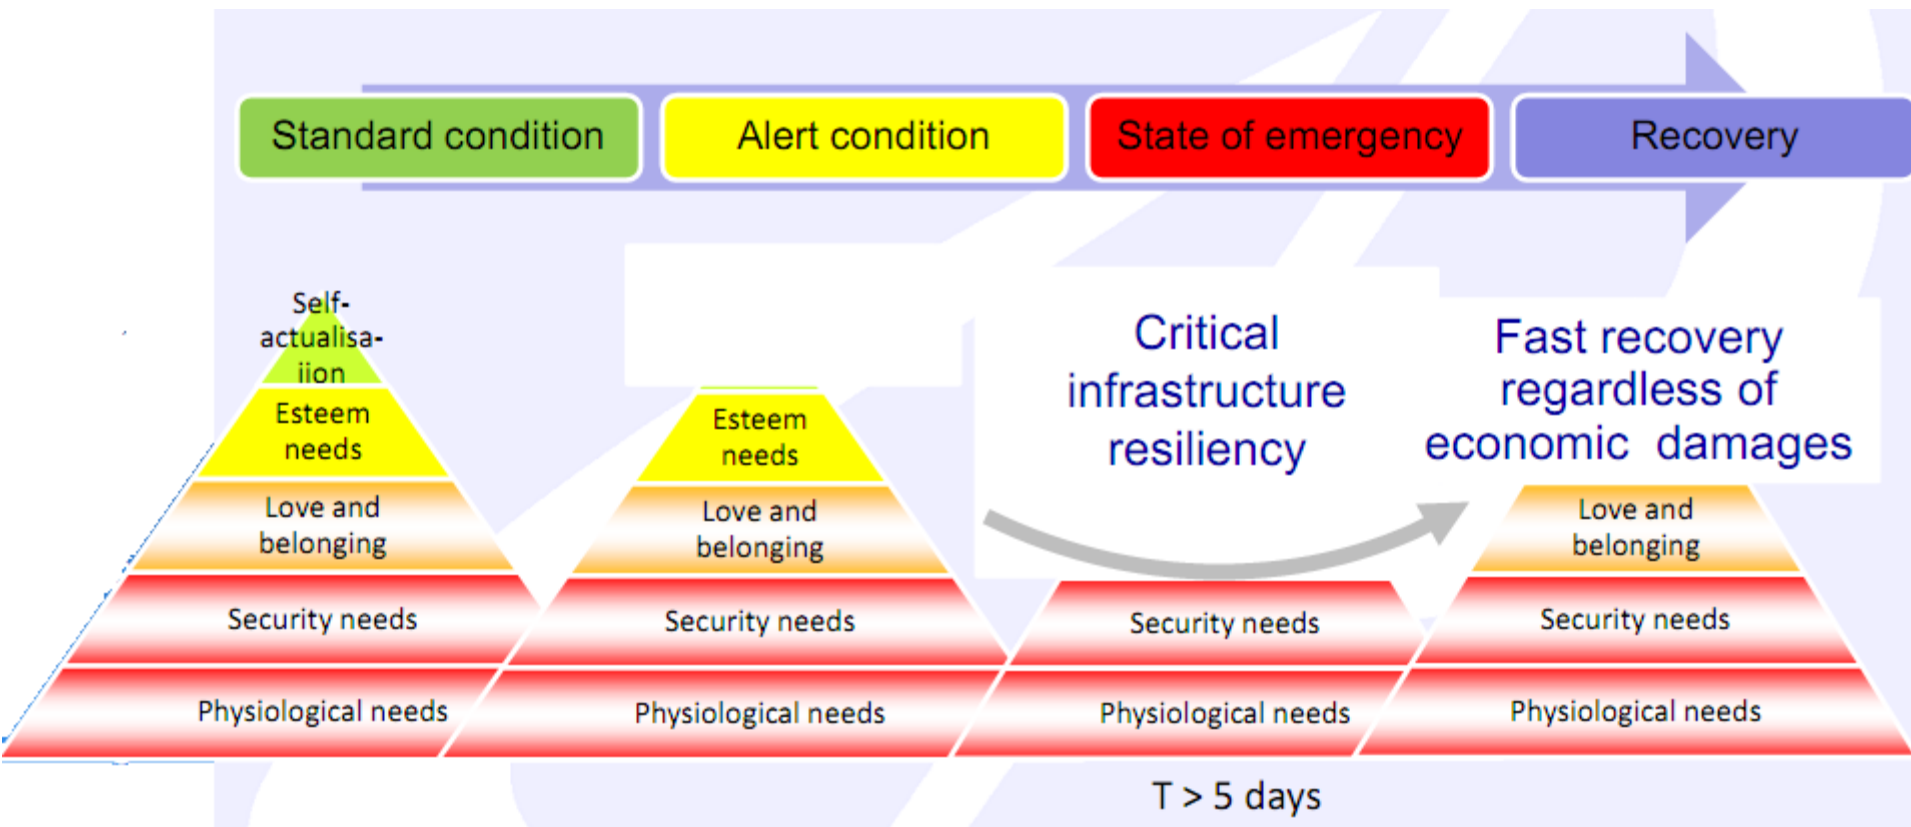 Standard condition
Alert condition
State of emergency
Recovery
Self-
actualisa-
iion
Esteem
needs
Love and
belonging
Security needs
Physiological needs
Esteem
needs
Love and
belonging
Security needs
Physiological needs
Critical
infrastructure
resiliency
Security needs
Physiological needs
T > 5 days
Fast recovery
regardless of
economic damages
Love and
belonging
Security needs
Physiological needs